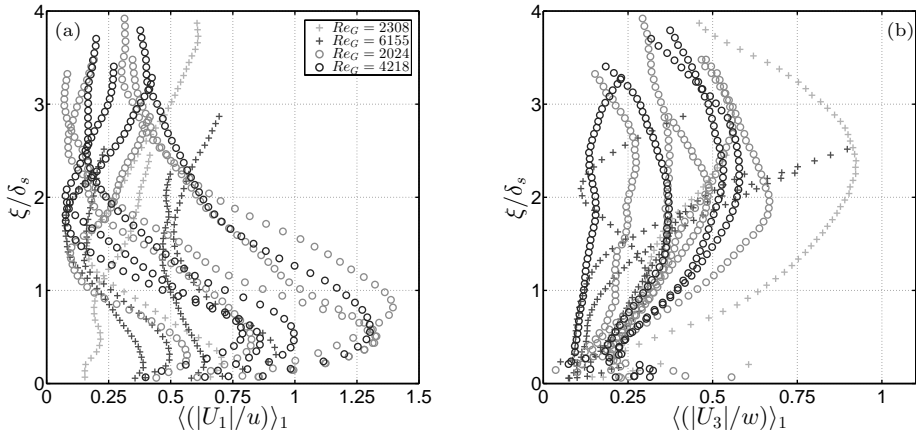 (a)
Re_G = 2308
Re_G = 6155
Re_G = 2024
Re_G = 4218
ξ/δ_s
4
3
2
1
0
0 0.25 0.5 0.75 1 1.25 1.5
⟨(|U_1|/u)⟩_1
(b)
ξ/δ_s
4
3
2
1
0
0 0.25 0.5 0.75 1
⟨(|U_3|/w)⟩_1